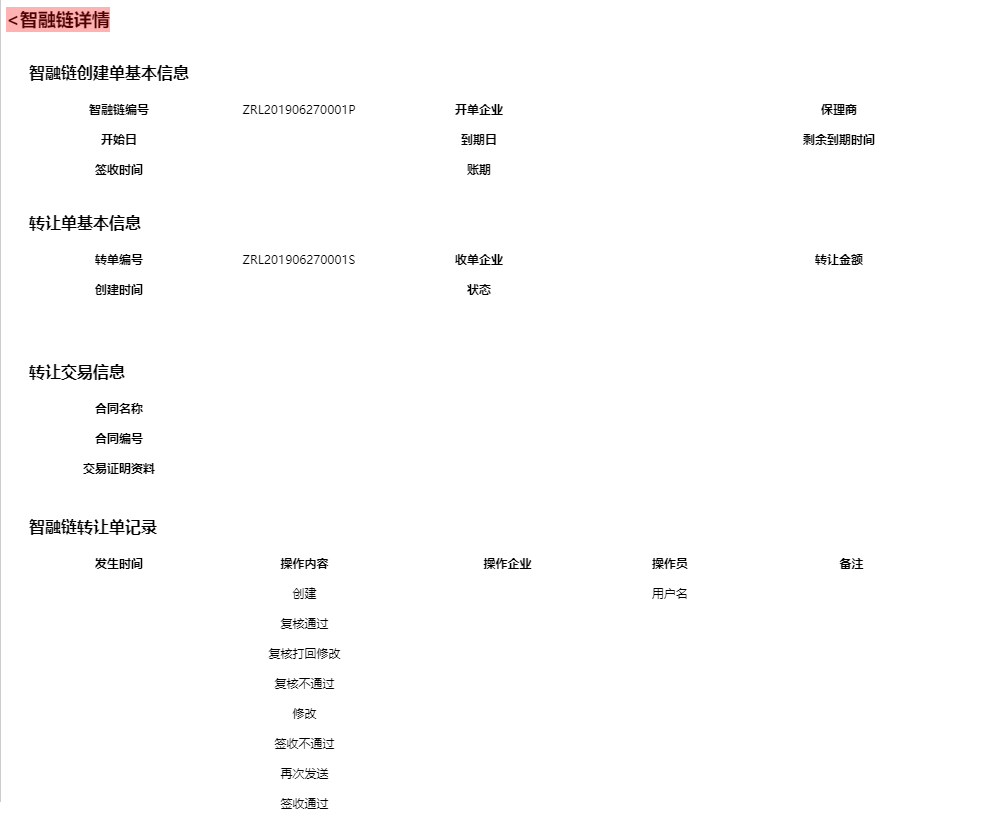 <智融链详情
智融链创建单基本信息
智融链编号 ZRL201906270001P 开单企业 保理商
开始日 到期日 剩余到期时间
签收时间 账期
转让单基本信息
转单编号 ZRL201906270001S 收单企业 转让金额
创建时间 状态
转让交易信息
合同名称
合同编号
交易证明资料
智融链转让单记录
发生时间 操作内容 操作企业 操作员 备注
创建 用户名
复核通过
复核打回修改
复核不通过
修改
签收不通过
再次发送
签收通过